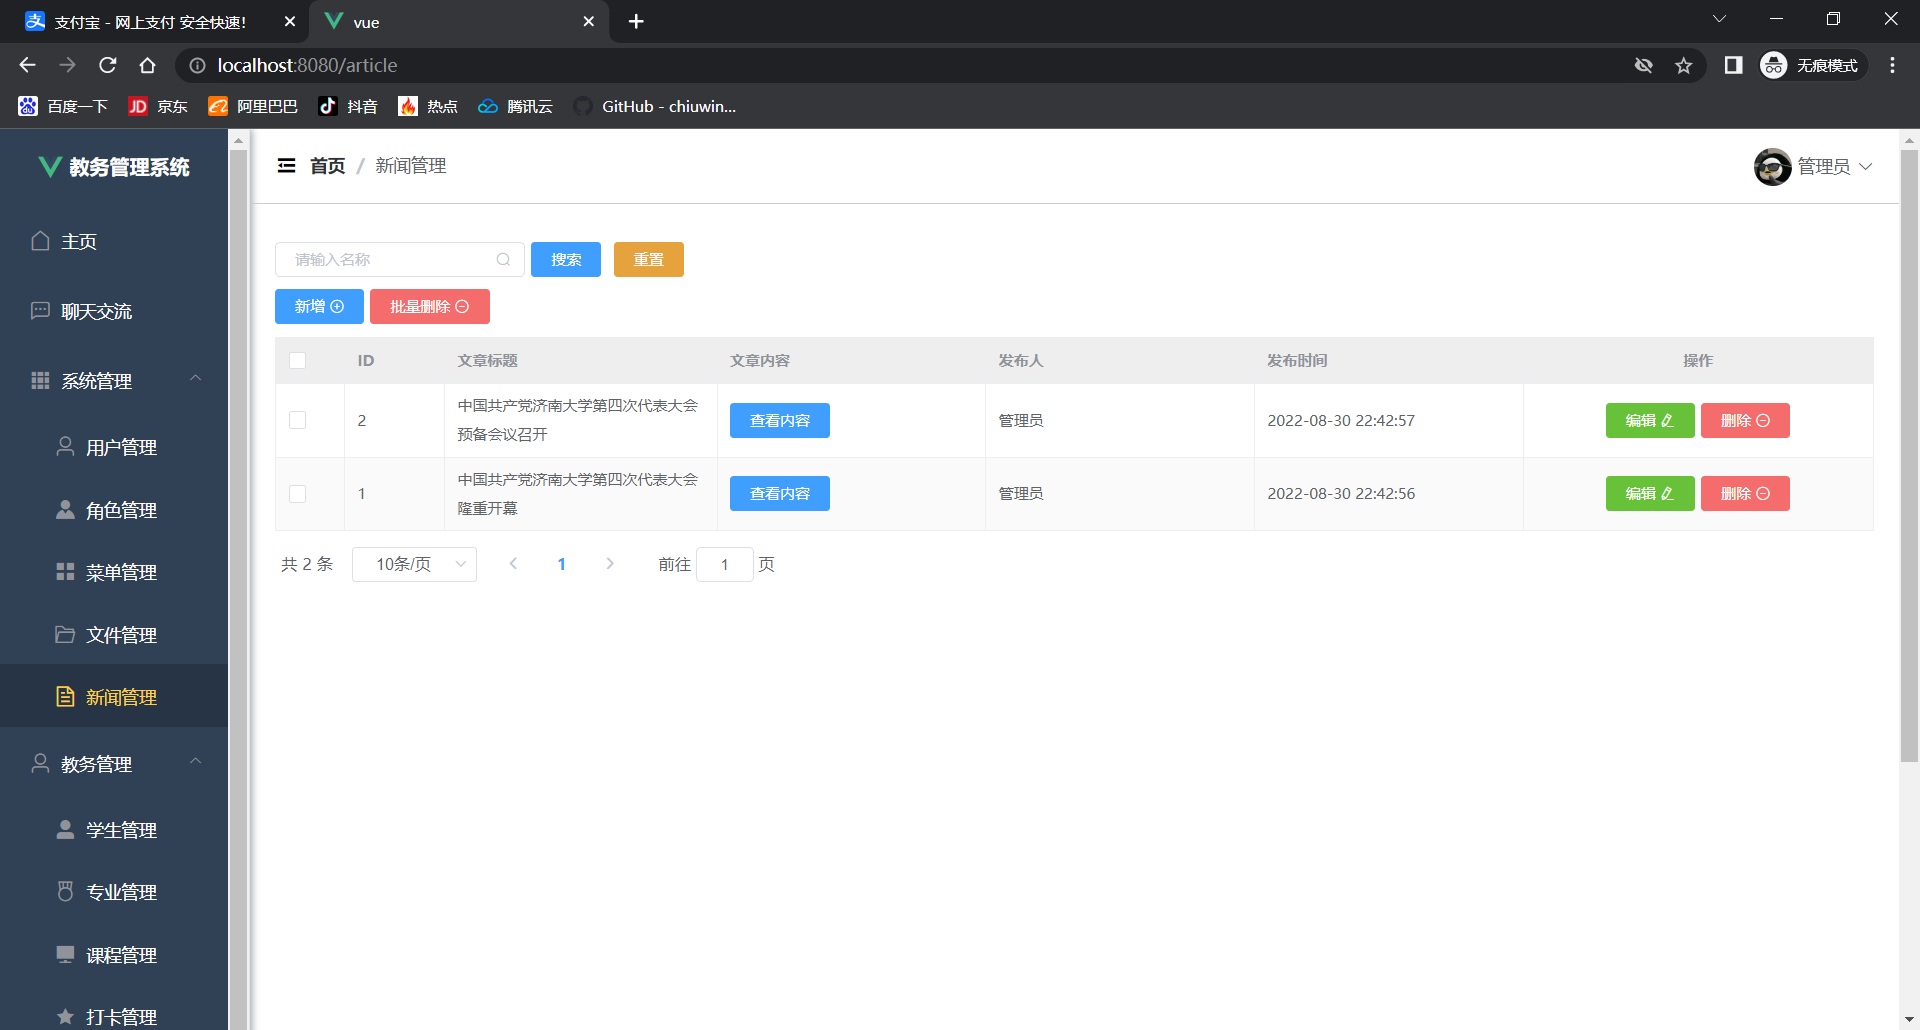 支付宝 - 网上支付 安全快速!
vue
localhost:8080/article
无痕模式
百度一下
京东
阿里巴巴
抖音
热点
腾讯云
GitHub - chiuwin...
教务管理系统
首页 / 新闻管理
管理员
主页
聊天交流
系统管理
用户管理
角色管理
菜单管理
文件管理
新闻管理
教务管理
学生管理
专业管理
课程管理
打卡管理
请输入名称
搜索
重置
新增
批量删除
ID 文章标题 文章内容 发布人 发布时间 操作
2 中国共产党济南大学第四次代表大会
预备会议召开
查看内容 管理员 2022-08-30 22:42:57 编辑 删除
1 中国共产党济南大学第四次代表大会
隆重开幕
查看内容 管理员 2022-08-30 22:42:56 编辑 删除
共 2 条 10条/页 1 前往 1 页